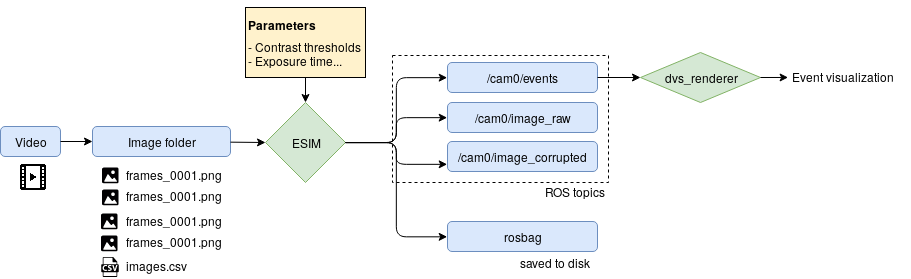 Parameters
- Contrast thresholds
- Exposure time...
Video
Image folder
frames_0001.png
frames_0001.png
frames_0001.png
frames_0001.png
CSV
images.csv
ESIM
/cam0/events
/cam0/image_raw
/cam0/image_corrupted
ROS topics
rosbag
saved to disk
dvs_renderer
Event visualization